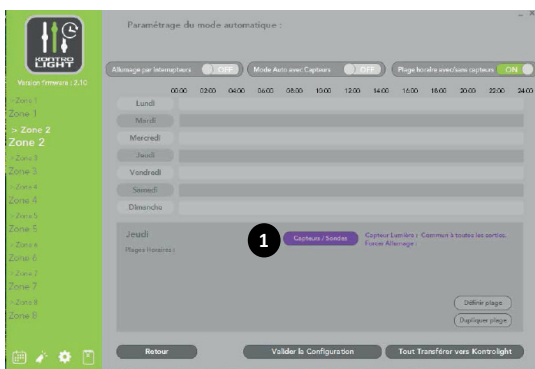 Paramétrage du mode automatique :
KONTRO
LIGHT
Version firmware : 2.10
Allumage par Interrupteurs OFF
Mode Auto avec Capteurs OFF
Plage horaire avec/sans capteurs ON
00:00 02:00 04:00 06:00 08:00 10:00 12:00 14:00 16:00 18:00 20:00 22:00 24:00
Lundi
Mardi
Mercredi
Jeudi
Vendredi
Samedi
Dimanche
> Zone 1
Zone 1
> Zone 2
Zone 2
> Zone 3
Zone 3
> Zone 4
Zone 4
> Zone 5
Zone 5
> Zone 6
Zone 6
> Zone 7
Zone 7
> Zone 8
Zone 8
Jeudi
Plages Horaires :
1
Capteurs / Sondes
Capteur Lumière : Commun à toutes les sorties.
Forcer Allumage :
Définir plage
Dupliquer plage
Retour
Valider la Configuration
Tout Transférer vers Kontrolight